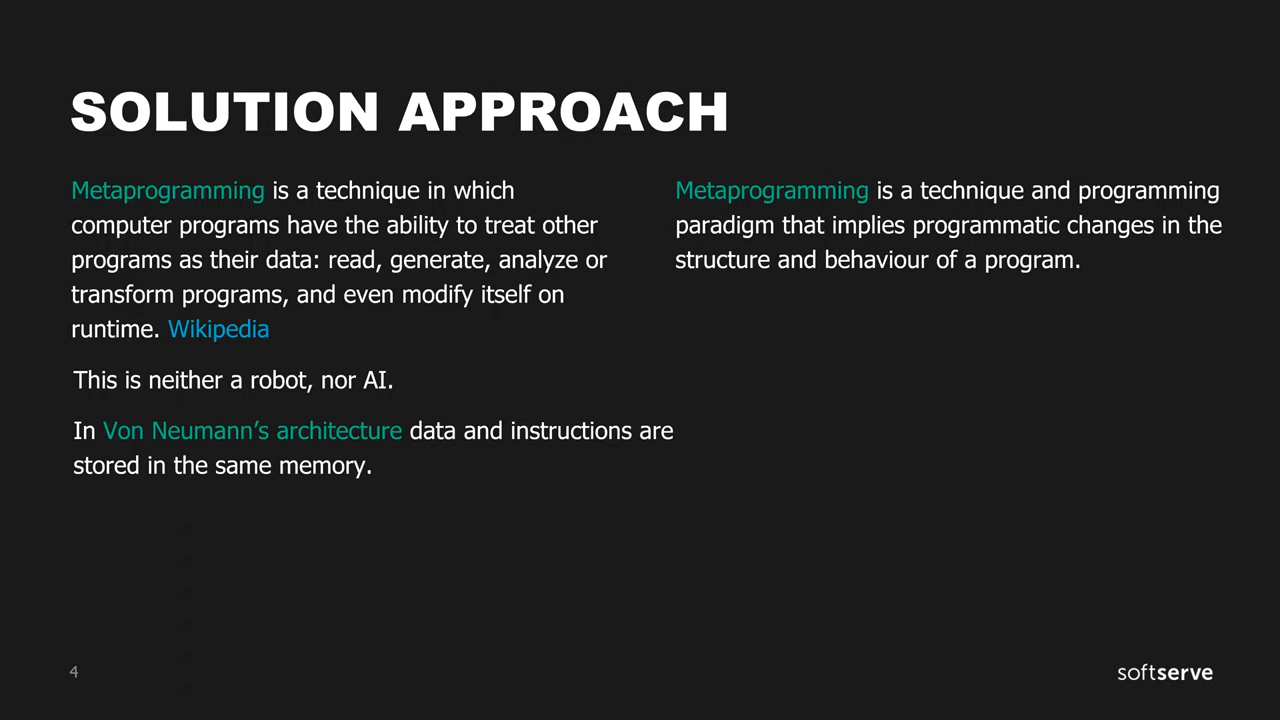 SOLUTION APPROACH
Metaprogramming is a technique in which
computer programs have the ability to treat other
programs as their data: read, generate, analyze or
transform programs, and even modify itself on
runtime. Wikipedia
This is neither a robot, nor AI.
In Von Neumann’s architecture data and instructions are
stored in the same memory.
Metaprogramming is a technique and programming
paradigm that implies programmatic changes in the
structure and behaviour of a program.
4
softserve